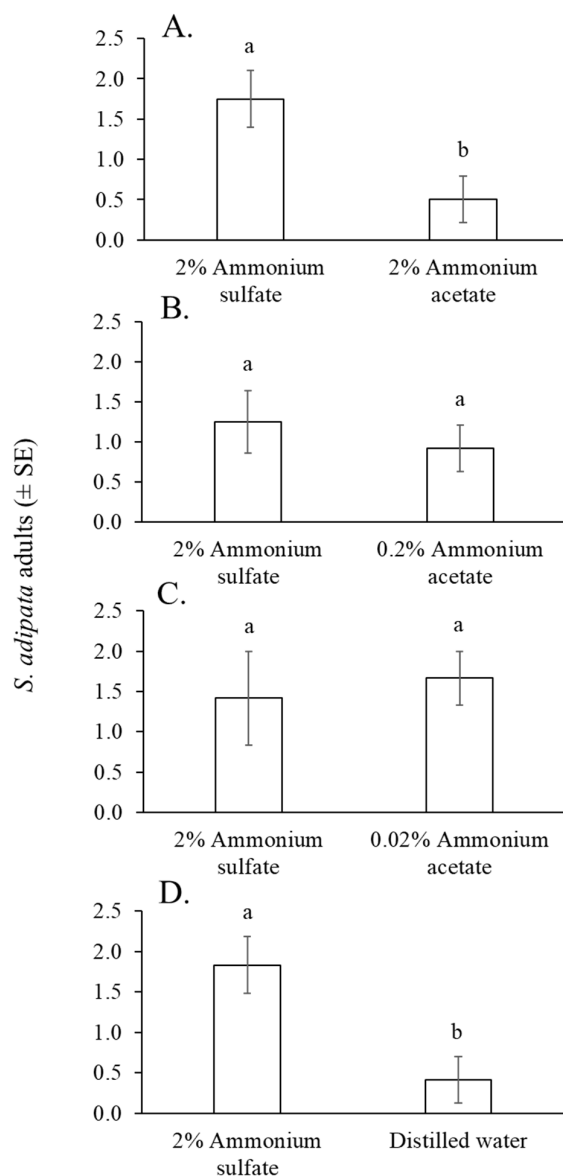 S. adipata adults (± SE)
A.
2.5
2.0
1.5
1.0
0.5
0.0
a
b
2% Ammonium
sulfate
2% Ammonium
acetate
B.
2.5
2.0
1.5
1.0
0.5
0.0
a
a
2% Ammonium
sulfate
0.2% Ammonium
acetate
C.
2.5
2.0
1.5
1.0
0.5
0.0
a
a
2% Ammonium
sulfate
0.02% Ammonium
acetate
D.
2.5
2.0
1.5
1.0
0.5
0.0
a
b
2% Ammonium
sulfate
Distilled water